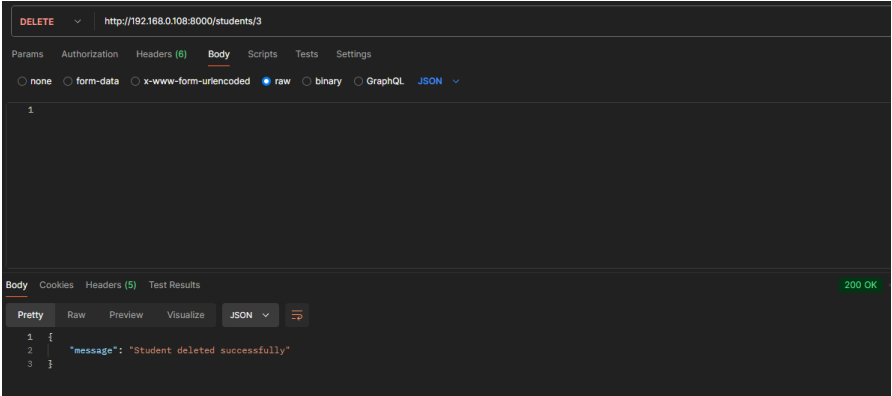 DELETE http://192.168.0.108:8000/students/3
Params Authorization Headers (6) Body Scripts Tests Settings
none form-data x-www-form-urlencoded raw binary GraphQL JSON
1
Body Cookies Headers (5) Test Results 200 OK
Pretty Raw Preview Visualize JSON
1 {
2 "message": "Student deleted successfully"
3 }